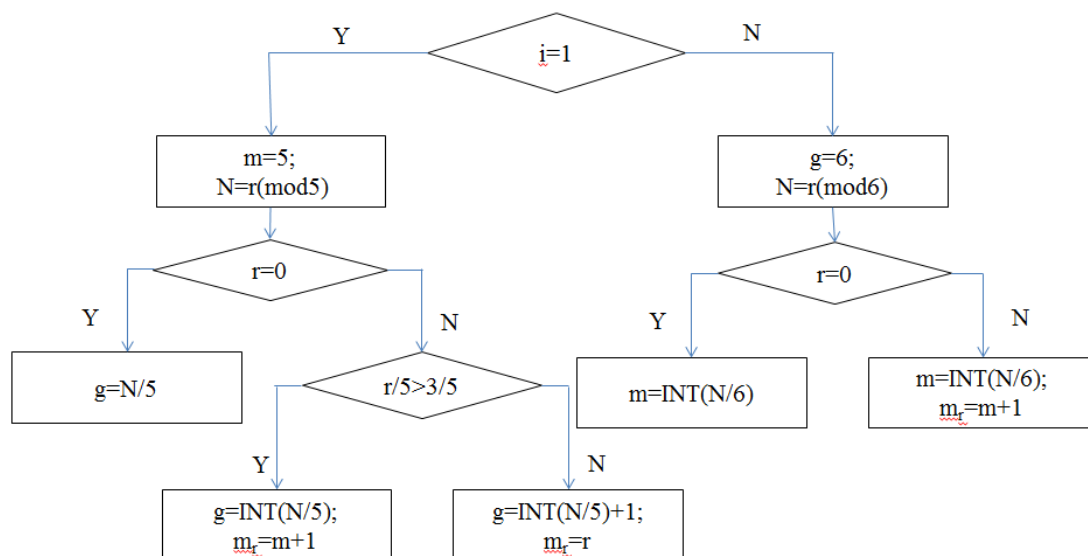 i=1
Y
N
m=5;
N=r(mod5)
g=6;
N=r(mod6)
r=0
r=0
Y
N
Y
N
g=N/5
r/5>3/5
m=INT(N/6)
m=INT(N/6);
mᵣ=m+1
Y
N
g=INT(N/5);
mᵣ=m+1
g=INT(N/5)+1;
mᵣ=r